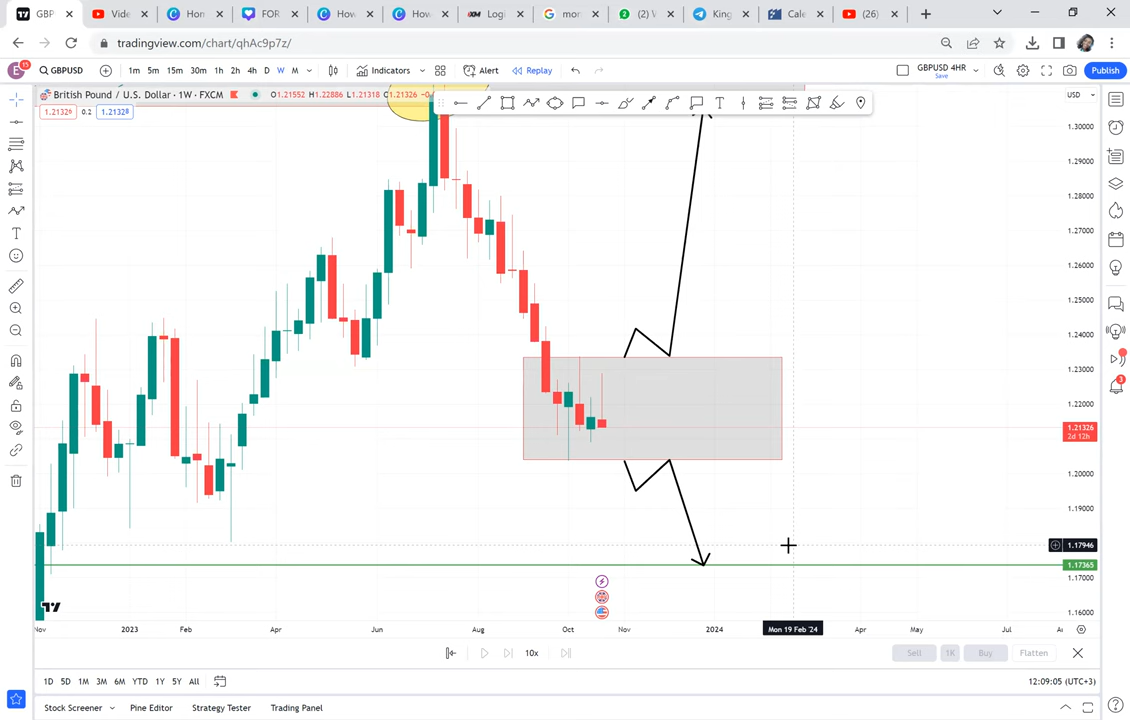 GBP
Vide
Hon
FOR
How
How
Logi
mor
(2) V
King
Cale
(26)
tradingview.com/chart/qhAc9p7z/
E 15 GBPUSD 1m 5m 15m 30m 1h 2h 4h D W M Indicators Alert Replay GBPUSD 4HR Save Publish
British Pound / U.S. Dollar · 1W · FXCM O1.21552 H1.22886 L1.21318 C1.21326 USD
1.21329 0.2 1.21328
1.30000
1.29000
1.28000
1.27000
1.26000
1.25000
1.24000
1.23000
1.22000
1.21326
2d 12h
1.20000
1.19000
1.17946
1.17365
1.17000
1.16000
3
Nov 2023 Feb Apr Jun Aug Oct Nov 2024 Mon 19 Feb '24 Apr May Jul
10x Sell 1K Buy Flatten
1D 5D 1M 3M 6M YTD 1Y 5Y All 12:09:05 (UTC+3)
Stock Screener Pine Editor Strategy Tester Trading Panel